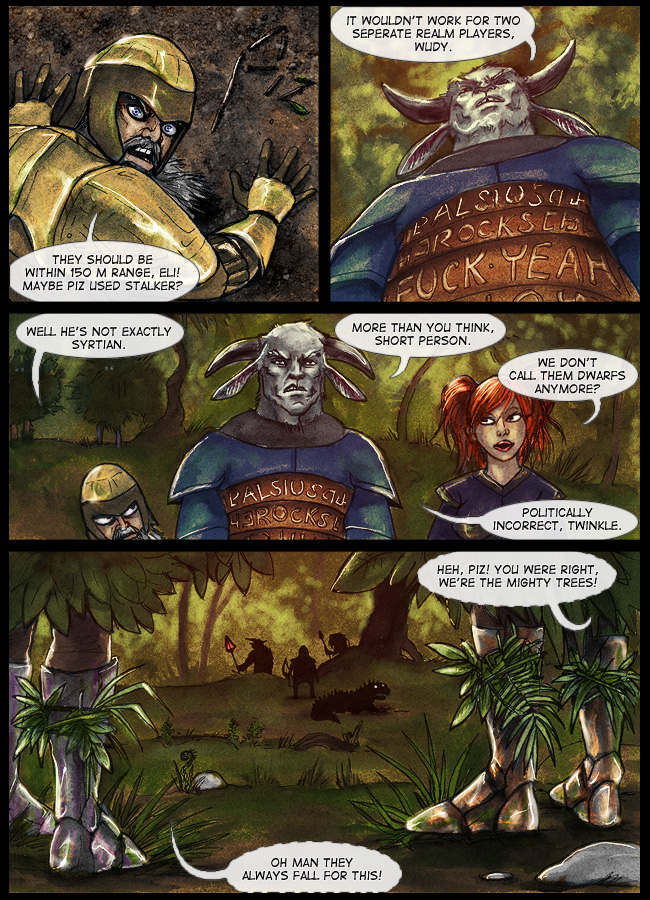 Piz
THEY SHOULD BE
WITHIN 150 M RANGE, ELI!
MAYBE PIZ USED STALKER?
IT WOULDN'T WORK FOR TWO
SEPERATE REALM PLAYERS,
WUDY.
PALSIUS
ROCKS
FUCK·YEAH
WELL HE'S NOT EXACTLY
SYRTIAN.
MORE THAN YOU THINK,
SHORT PERSON.
WE DON'T
CALL THEM DWARFS
ANYMORE?
PALSIUS
ROCKS
POLITICALLY
INCORRECT, TWINKLE.
HEH, PIZ! YOU WERE RIGHT,
WE'RE THE MIGHTY TREES!
OH MAN THEY
ALWAYS FALL FOR THIS!